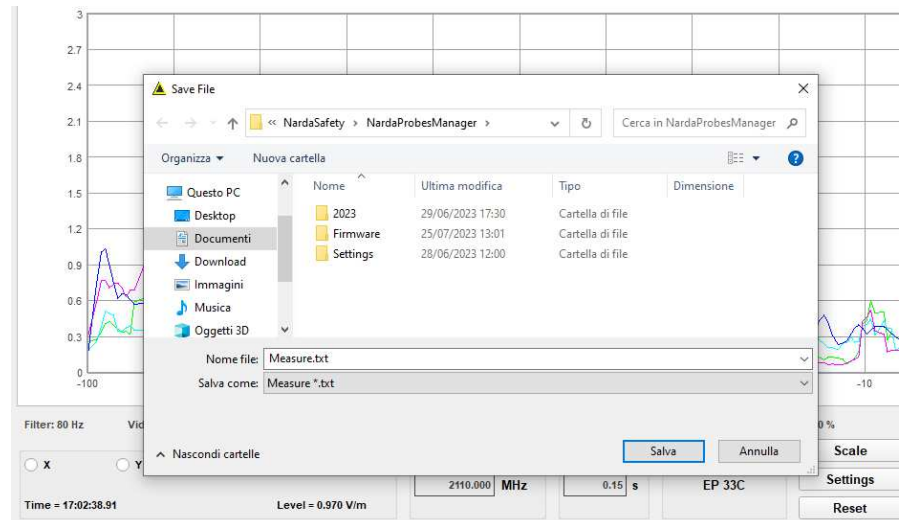 3
2.7
2.4
2.1
1.8
1.5
1.2
0.9
0.6
0.3
0
-100
-10
Save File
« NardaSafety > NardaProbesManager >
Cerca in NardaProbesManager
Organizza
Nuova cartella
Questo PC
Desktop
Documenti
Download
Immagini
Musica
Oggetti 3D
Nome Ultima modifica Tipo Dimensione
2023 29/06/2023 17:30 Cartella di file
Firmware 25/07/2023 13:01 Cartella di file
Settings 28/06/2023 12:00 Cartella di file
Nome file: Measure.txt
Salva come: Measure *.txt
Nascondi cartelle
Salva
Annulla
Filter: 80 Hz
0 %
X
Y
Time = 17:02:38.91
Level = 0.970 V/m
2110.000 MHz
0.15 s
EP 33C
Scale
Settings
Reset